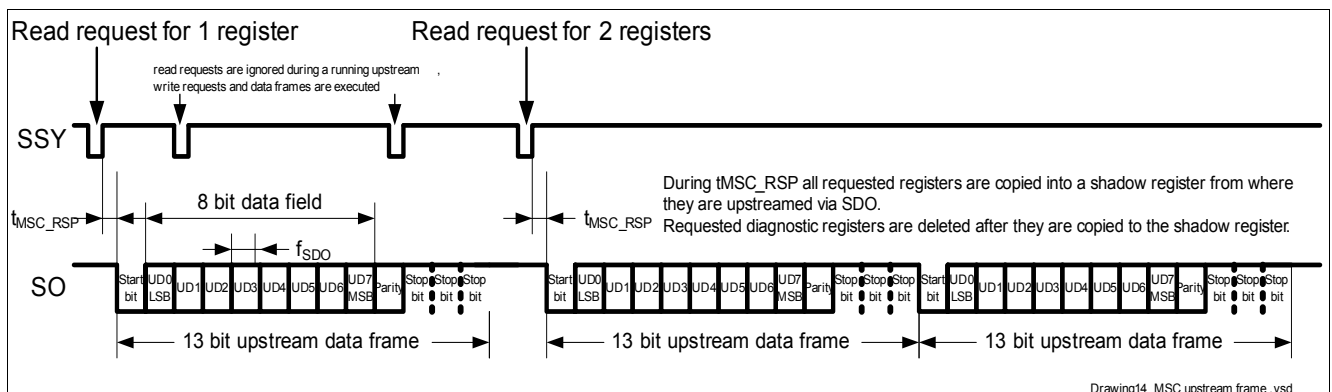 Read request for 1 register
Read request for 2 registers
read requests are ignored during a running upstream ,
write requests and data frames are executed
SSY
During tMSC_RSP all requested registers are copied into a shadow register from where
they are upstreamed via SDO.
Requested diagnostic registers are deleted after they are copied to the shadow register.
tMSC_RSP
8 bit data field
tMSC_RSP
fSDO
SO
Start bit UD0 LSB UD1 UD2 UD3 UD4 UD5 UD6 UD7 MSB Parity Stop bit Stop bit Stop bit
Start bit UD0 LSB UD1 UD2 UD3 UD4 UD5 UD6 UD7 MSB Parity Stop bit Stop bit Stop bit
Start bit UD0 LSB UD1 UD2 UD3 UD4 UD5 UD6 UD7 MSB Parity Stop bit Stop bit Stop bit
13 bit upstream data frame
13 bit upstream data frame
13 bit upstream data frame
Drawing14_MSC upstream frame .vsd